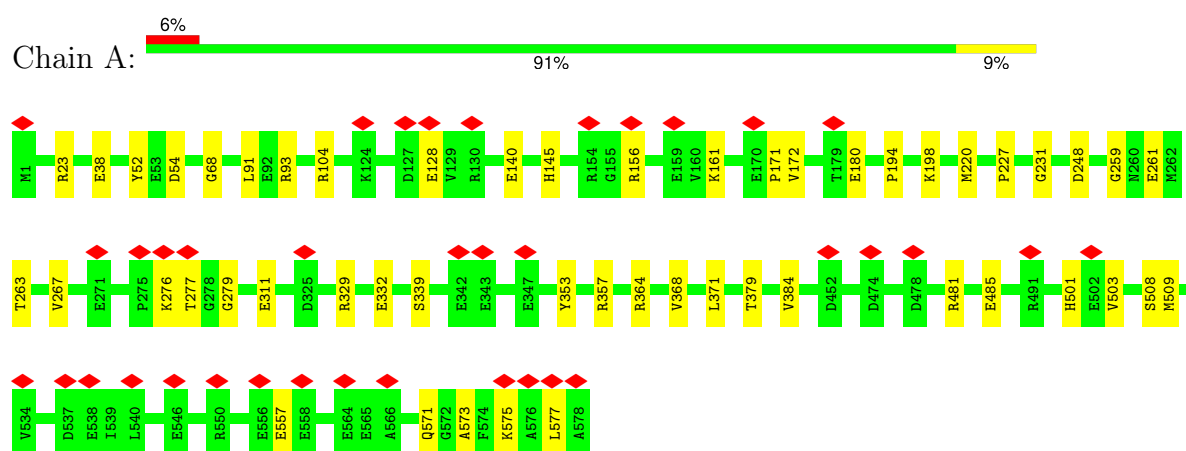 6%
Chain A:
91% 9%
M1 R23 E38 Y52 E53 D54 G68 L91 E92 R93 R104 K124 D127 E128 V129 R130 E140 H145 R154 G155 R156 E159 V160 K161 E170 P171 V172 T179 E180 P194 K198 M220 P227 G231 D248 G259 N260 E261 M262
T263 V267 E271 P275 K276 T277 G278 G279 E311 D325 R329 E332 S339 E342 E343 E347 Y353 R357 R364 V368 L371 T379 V384 D452 D474 D478 R481 E485 R491 H501 E502 V503 S508 M509
V534 D537 E538 I539 L540 E546 R550 E556 E557 E558 E564 E565 A566 Q571 G572 A573 F574 K575 A576 L577 A578